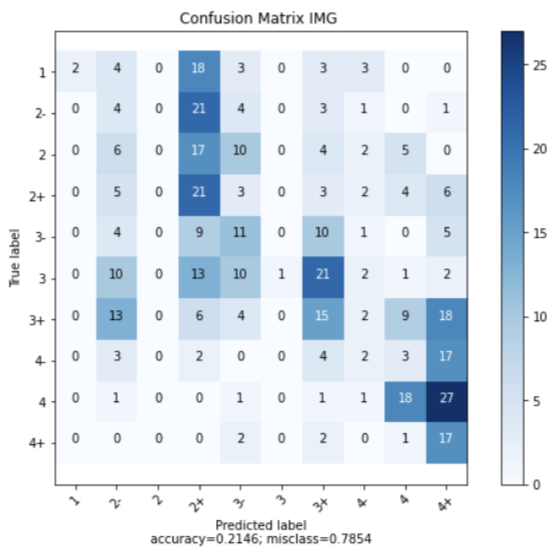 Confusion Matrix IMG
1 2 4 0 18 3 0 3 3 0 0
2- 0 4 0 21 4 0 3 1 0 1
2 0 6 0 17 10 0 4 2 5 0
2+ 0 5 0 21 3 0 3 2 4 6
3- 0 4 0 9 11 0 10 1 0 5
3 0 10 0 13 10 1 21 2 1 2
3+ 0 13 0 6 4 0 15 2 9 18
4- 0 3 0 2 0 0 4 2 3 17
4 0 1 0 0 1 0 1 1 18 27
4+ 0 0 0 0 2 0 2 0 1 17
True label
1 2- 2 2+ 3- 3 3+ 4- 4 4+
Predicted label
accuracy=0.2146; misclass=0.7854
25
20
15
10
5
0